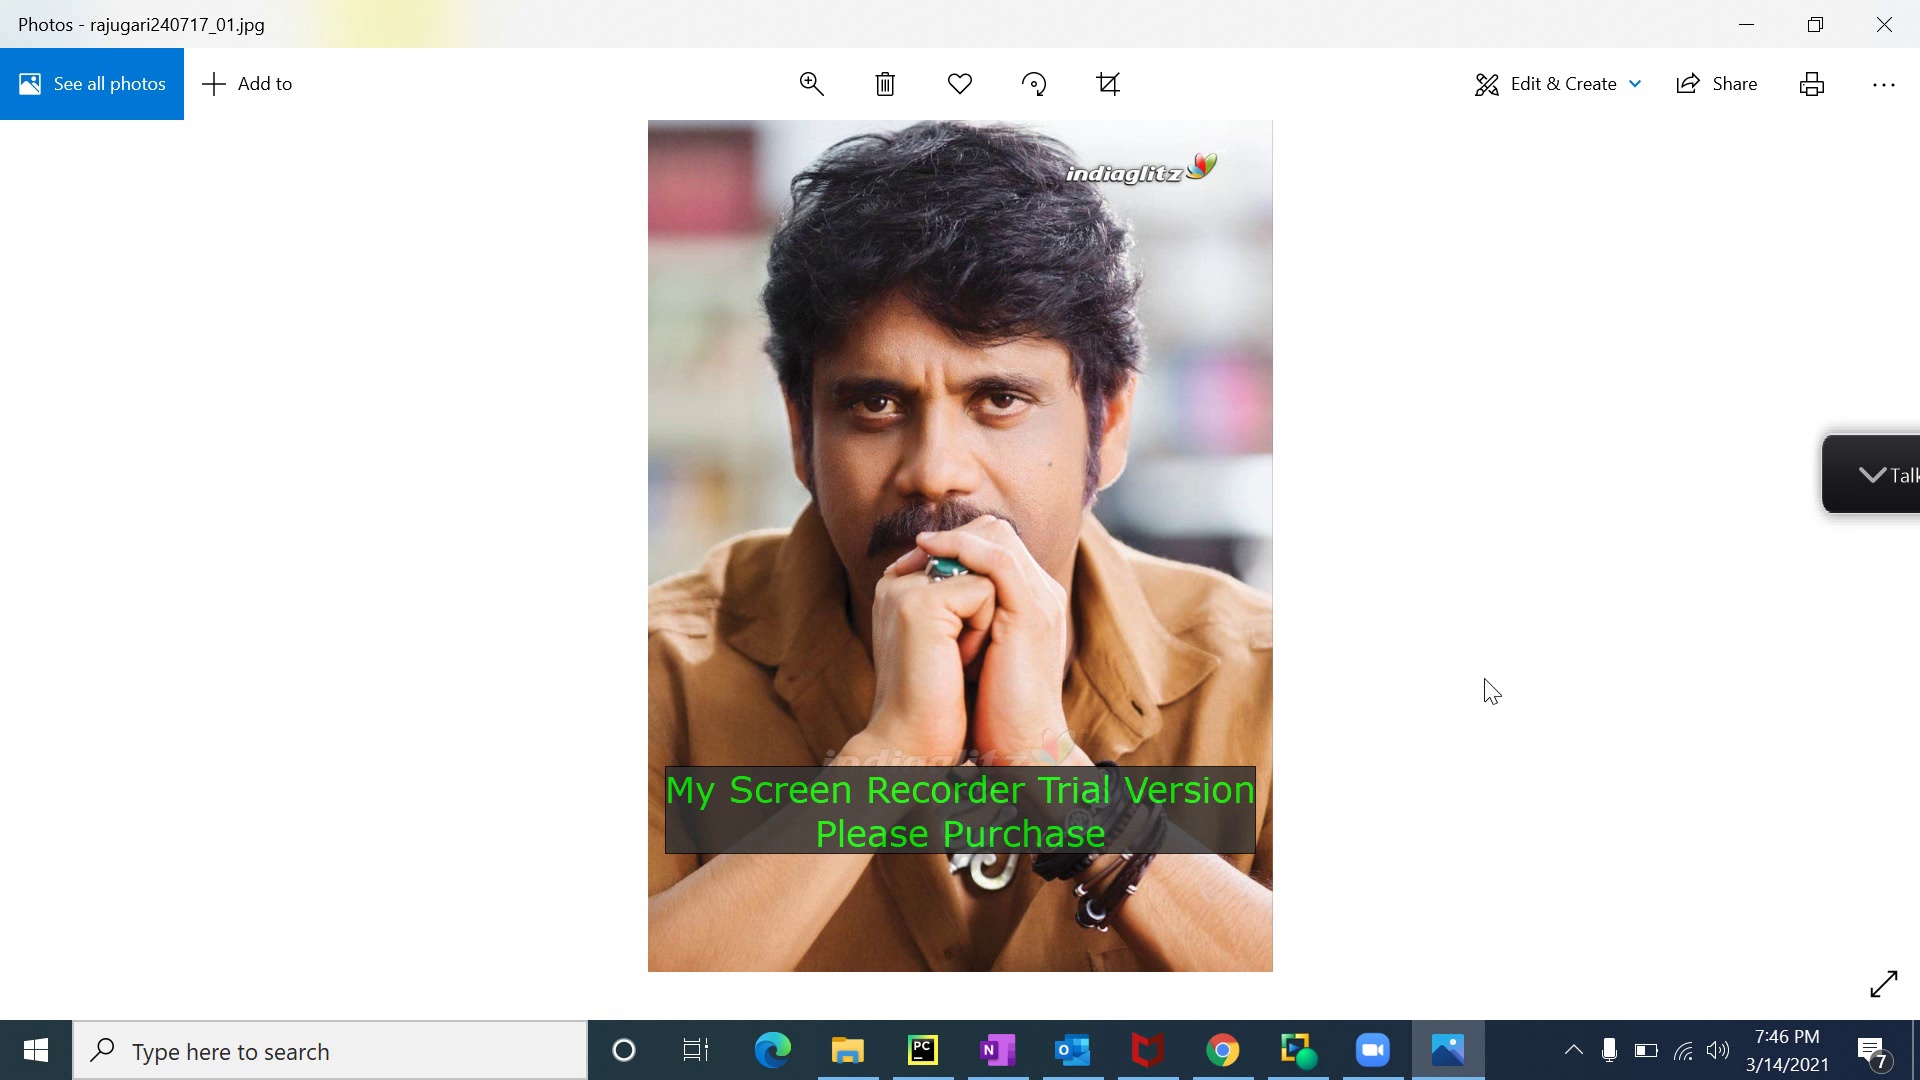 Photos - rajugari240717_01.jpg
See all photos
Add to
Edit & Create
Share
indiaglitz
Talk
indiaglitz
My Screen Recorder Trial Version
Please Purchase
Type here to search
PC
N
O
7:46 PM
3/14/2021
7